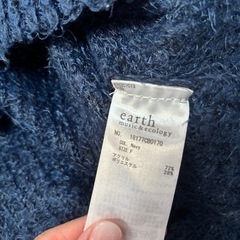 earth
music & ecology
NO. 18177C00170
COL. Navy
SIZE F
アクリル 72%
ポリエステル 28%